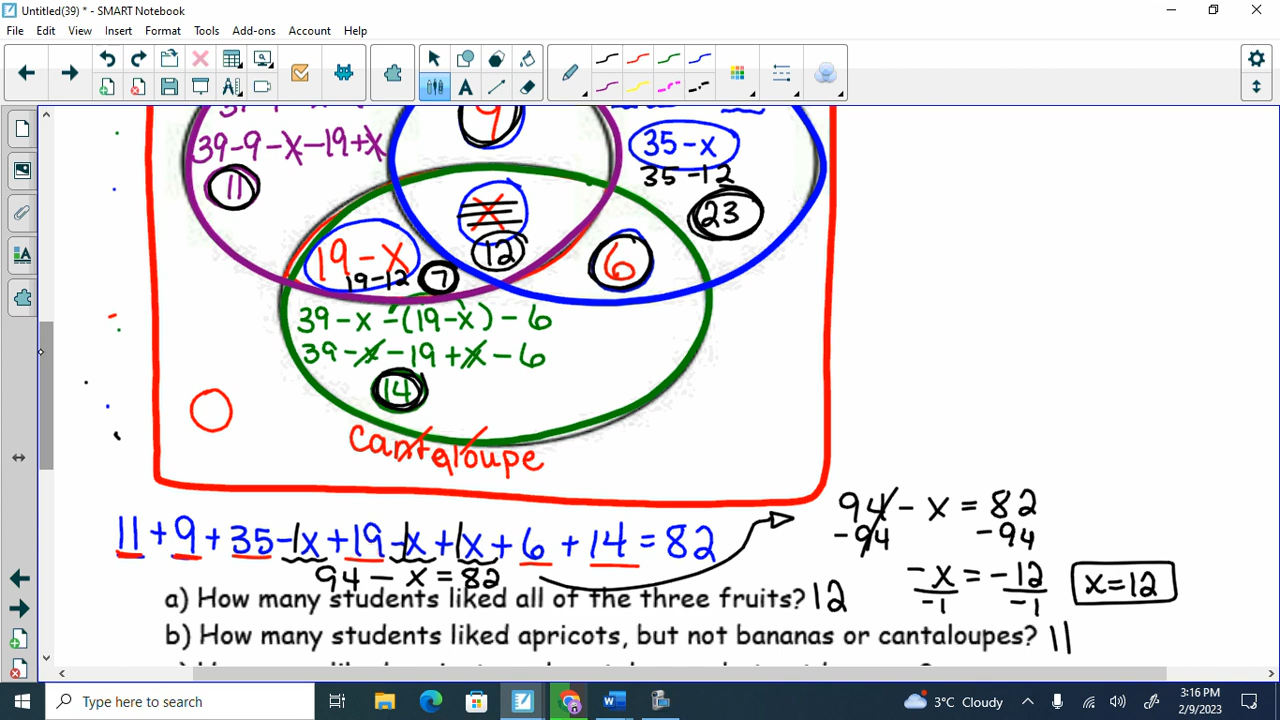 Untitled(39) * - SMART Notebook
File Edit View Insert Format Tools Add-ons Account Help
9
39-9-x-19+x
11
35-x
35-12
23
x
12
19-x
19-12
7
6
39-x-(19-x)-6
39-x-19+x-6
14
Cantaloupe
11+9+35-1x+19-1x+1x+6+14=82
94-x=82
94-x=82
-94 -94
-x=-12
-1 -1
x=12
a) How many students liked all of the three fruits? 12
b) How many students liked apricots, but not bananas or cantaloupes? 11
Type here to search
3°C Cloudy
3:16 PM
2/9/2023